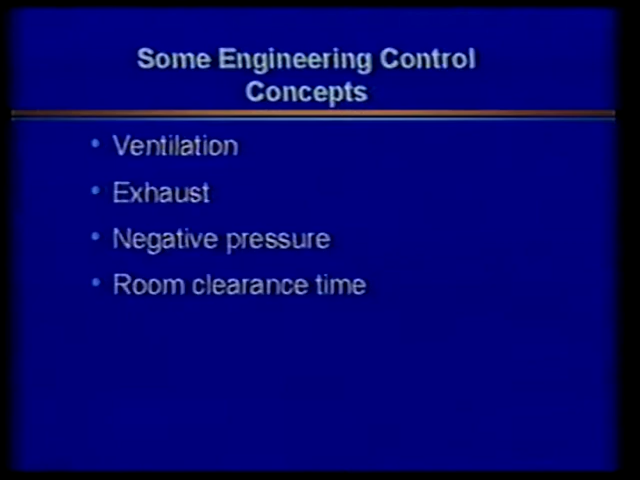 Some Engineering Control
Concepts
• Ventilation
• Exhaust
• Negative pressure
• Room clearance time